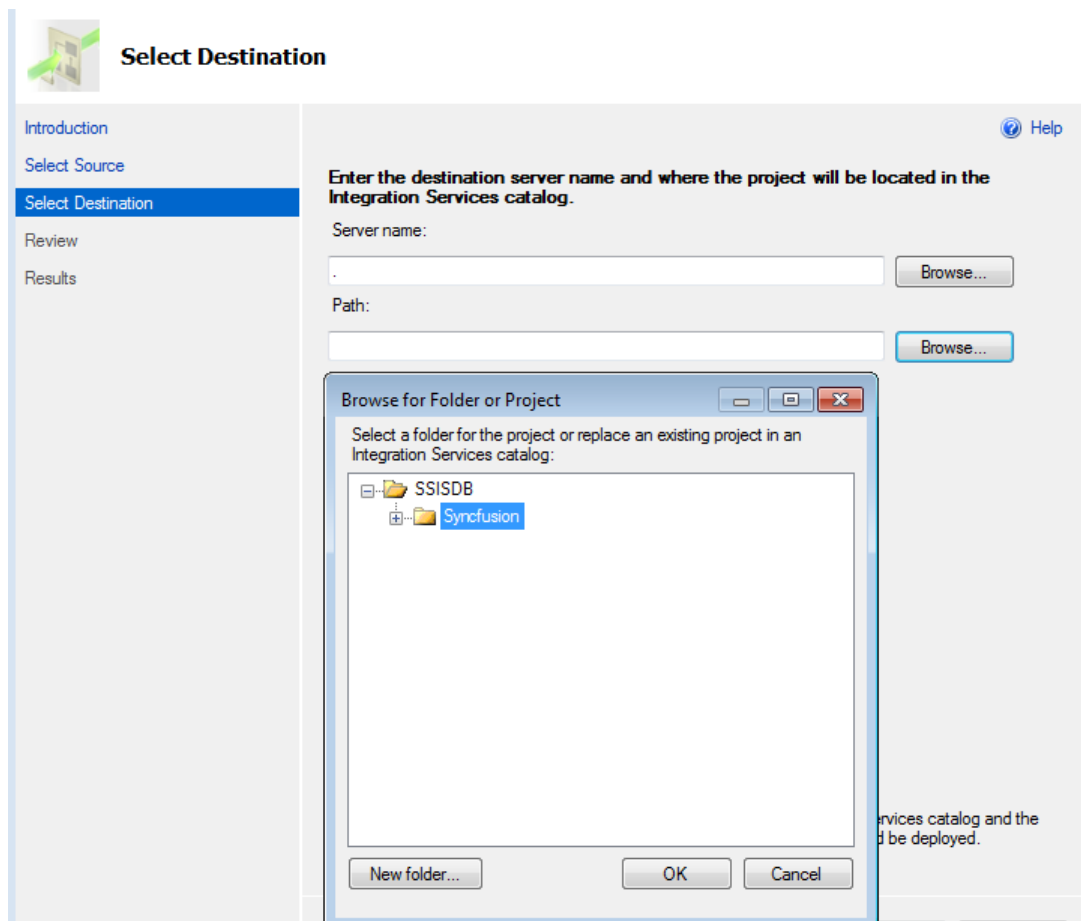 Select Destination
Introduction
Select Source
Select Destination
Review
Results
Help
Enter the destination server name and where the project will be located in the
Integration Services catalog.
Server name:
.
Browse...
Path:
Browse...
Browse for Folder or Project
Select a folder for the project or replace an existing project in an
Integration Services catalog:
SSISDB
Syncfusion
ervices catalog and the
d be deployed.
New folder...
OK
Cancel